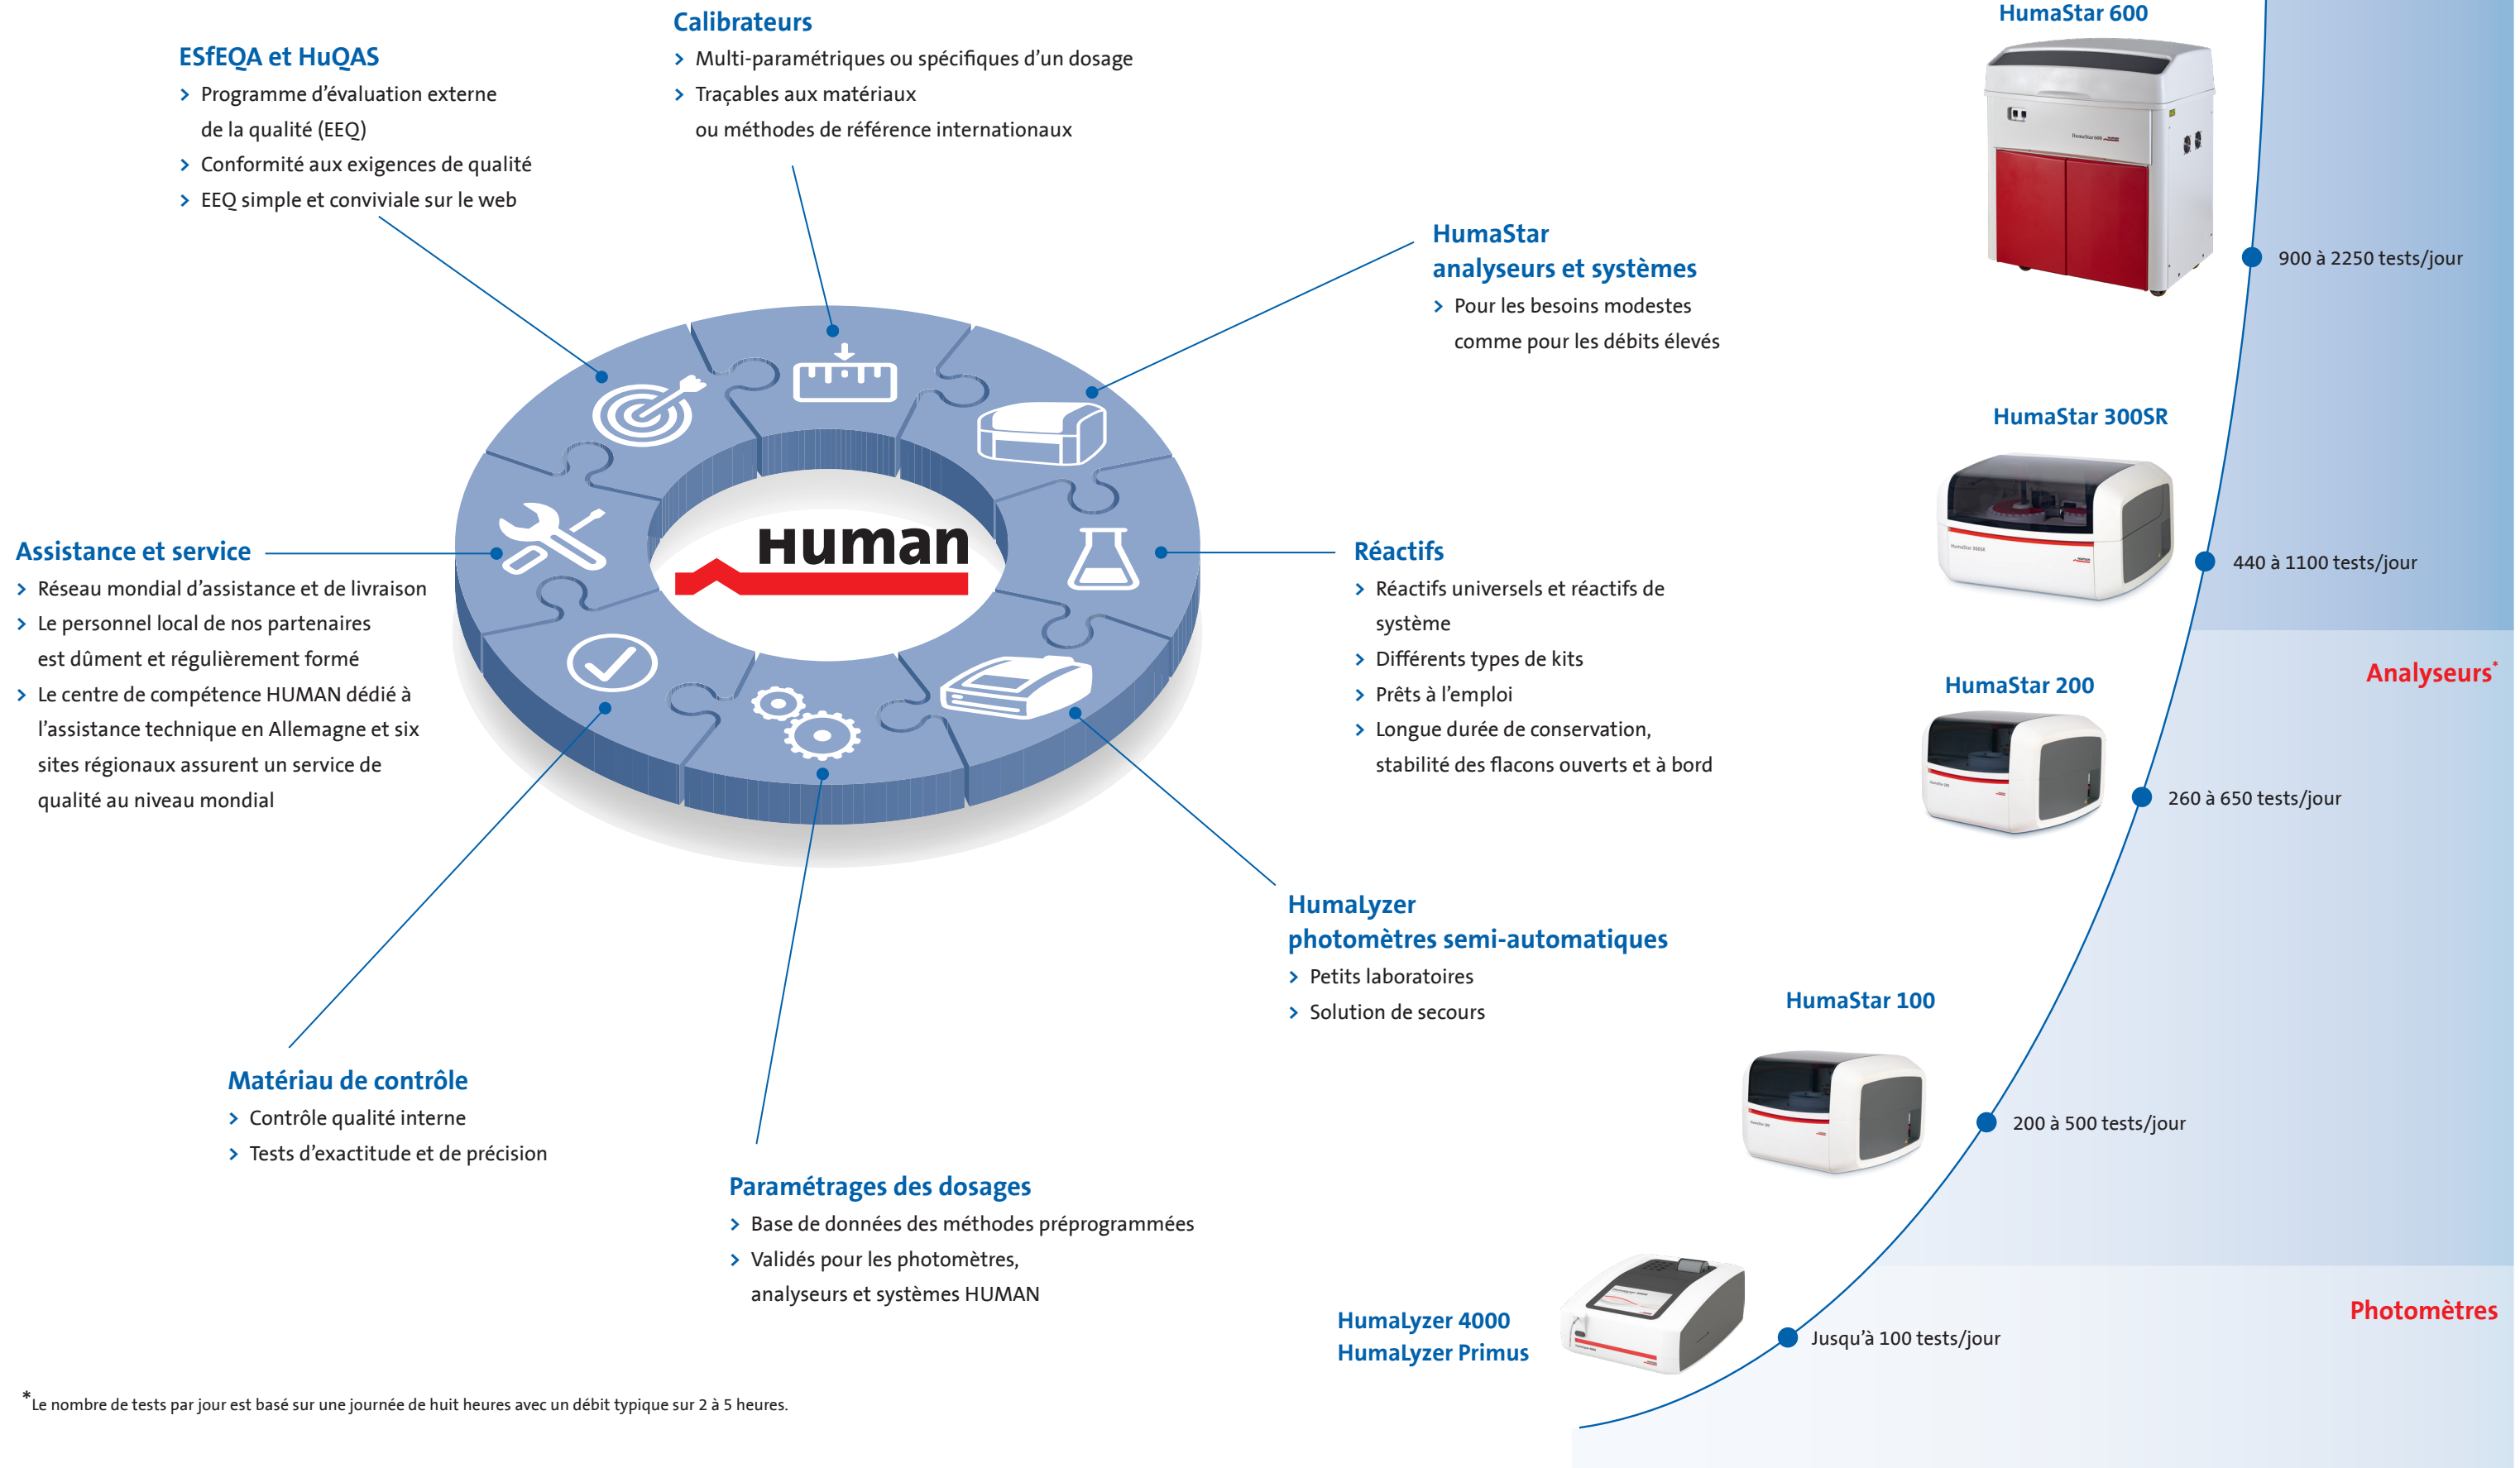 ESfEQA et HuQAS
> Programme d’évaluation externe
de la qualité (EEQ)
> Conformité aux exigences de qualité
> EEQ simple et conviviale sur le web
Calibrateurs
> Multi-paramétriques ou spécifiques d’un dosage
> Traçables aux matériaux
ou méthodes de référence internationaux
HumaStar
analyseurs et systèmes
> Pour les besoins modestes
comme pour les débits élevés
Human
Assistance et service
> Réseau mondial d’assistance et de livraison
> Le personnel local de nos partenaires
est dûment et régulièrement formé
> Le centre de compétence HUMAN dédié à
l’assistance technique en Allemagne et six
sites régionaux assurent un service de
qualité au niveau mondial
Réactifs
> Réactifs universels et réactifs de
système
> Différents types de kits
> Prêts à l’emploi
> Longue durée de conservation,
stabilité des flacons ouverts et à bord
HumaLyzer
photomètres semi-automatiques
> Petits laboratoires
> Solution de secours
Matériau de contrôle
> Contrôle qualité interne
> Tests d’exactitude et de précision
Paramétrages des dosages
> Base de données des méthodes préprogrammées
> Validés pour les photomètres,
analyseurs et systèmes HUMAN
HumaStar 600
HumaStar 600
900 à 2250 tests/jour
HumaStar 300SR
HumaStar 300SR
440 à 1100 tests/jour
Analyseurs*
HumaStar 200
260 à 650 tests/jour
HumaStar 100
200 à 500 tests/jour
Photomètres
HumaLyzer 4000
HumaLyzer Primus
Jusqu’à 100 tests/jour
*Le nombre de tests par jour est basé sur une journée de huit heures avec un débit typique sur 2 à 5 heures.